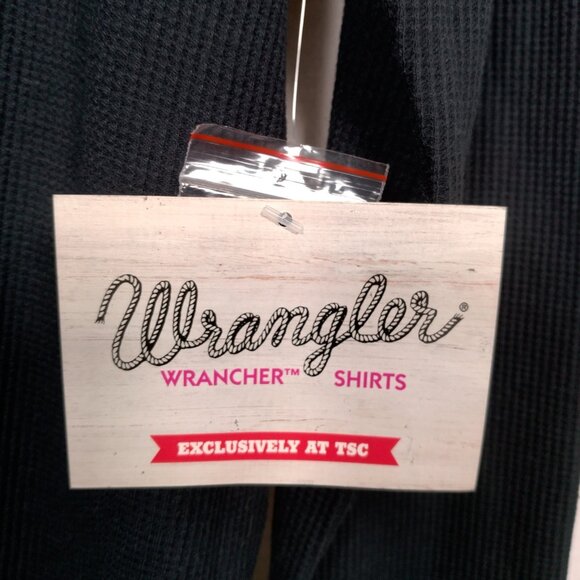 Wrangler®
WRANCHER™ SHIRTS
EXCLUSIVELY AT TSC